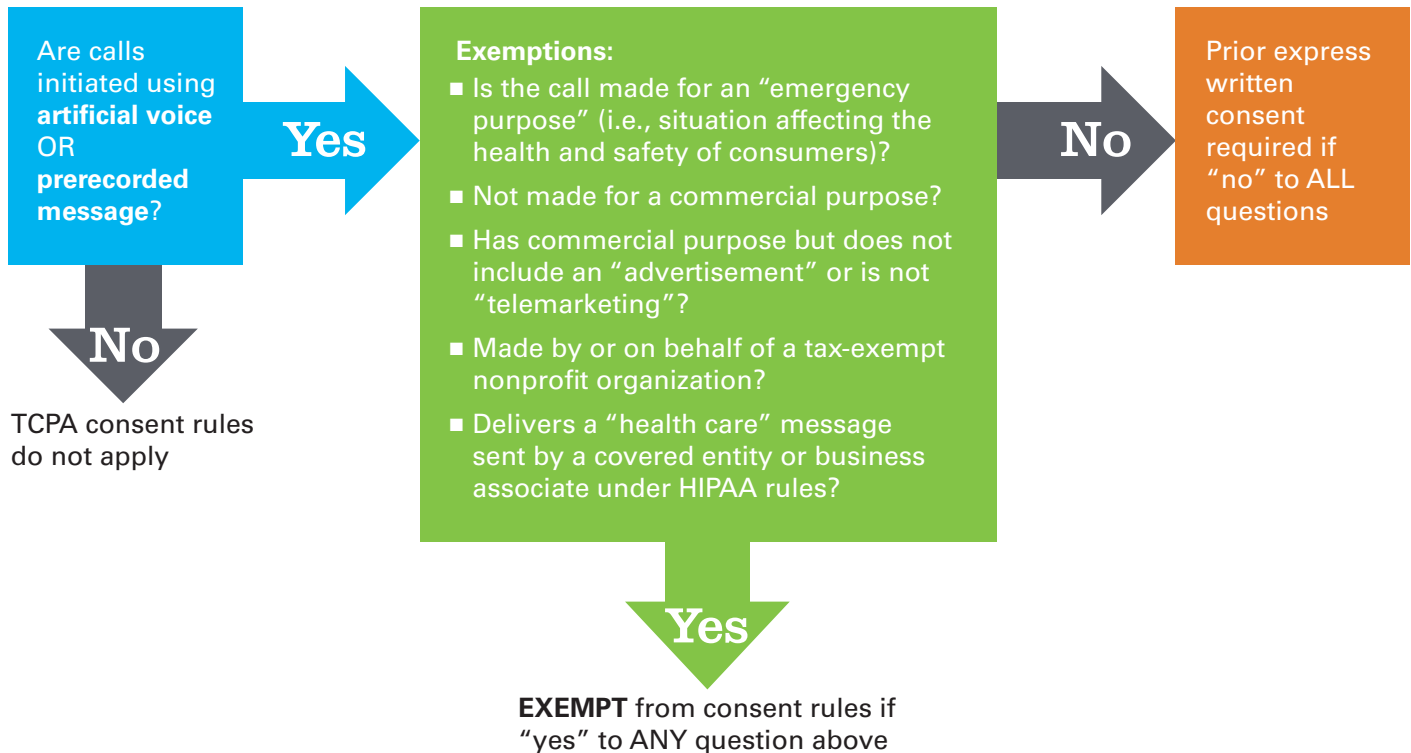 Are calls
initiated using
artificial voice
OR
prerecorded
message?
Yes
No
TCPA consent rules
do not apply
Exemptions:
■ Is the call made for an “emergency
purpose” (i.e., situation affecting the
health and safety of consumers)?
■ Not made for a commercial purpose?
■ Has commercial purpose but does not
include an “advertisement” or is not
“telemarketing”?
■ Made by or on behalf of a tax-exempt
nonprofit organization?
■ Delivers a “health care” message
sent by a covered entity or business
associate under HIPAA rules?
No
Prior express
written
consent
required if
“no” to ALL
questions
Yes
EXEMPT from consent rules if
“yes” to ANY question above